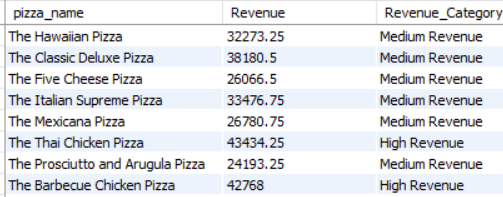 pizza_name Revenue Revenue_Category
The Hawaiian Pizza 32273.25 Medium Revenue
The Classic Deluxe Pizza 38180.5 Medium Revenue
The Five Cheese Pizza 26066.5 Medium Revenue
The Italian Supreme Pizza 33476.75 Medium Revenue
The Mexicana Pizza 26780.75 Medium Revenue
The Thai Chicken Pizza 43434.25 High Revenue
The Prosciutto and Arugula Pizza 24193.25 Medium Revenue
The Barbecue Chicken Pizza 42768 High Revenue